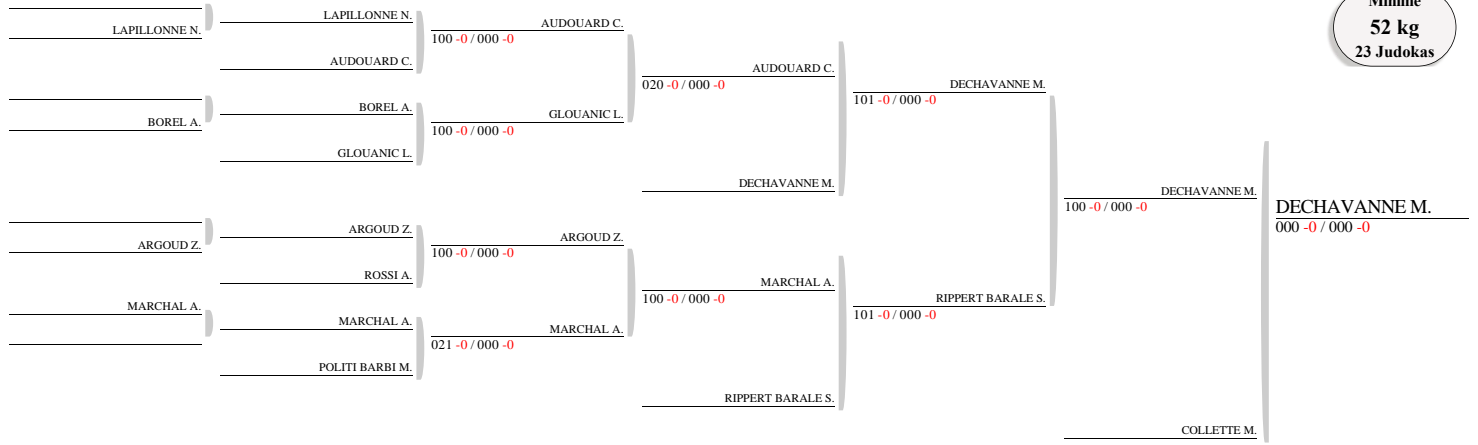 Minime
52 kg
23 Judokas
LAPILLONNE N.
BOREL A.
ARGOUD Z.
MARCHAL A.
LAPILLONNE N.
AUDOUARD C.
BOREL A.
GLOUANIC L.
ARGOUD Z.
ROSSI A.
MARCHAL A.
POLITI BARBI M.
AUDOUARD C.
100 -0 / 000 -0
GLOUANIC L.
100 -0 / 000 -0
ARGOUD Z.
100 -0 / 000 -0
MARCHAL A.
021 -0 / 000 -0
AUDOUARD C.
020 -0 / 000 -0
DECHAVANNE M.
MARCHAL A.
100 -0 / 000 -0
RIPPERT BARALE S.
DECHAVANNE M.
101 -0 / 000 -0
RIPPERT BARALE S.
101 -0 / 000 -0
DECHAVANNE M.
100 -0 / 000 -0
COLLETTE M.
DECHAVANNE M.
000 -0 / 000 -0